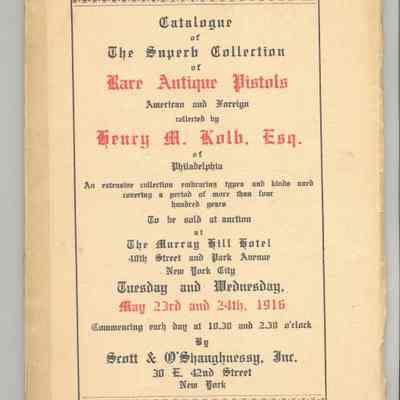 Catalogue
of
The Superb Collection
of
Rare Antique Pistols
American and Foreign
collected by
Henry M. Kolb, Esq.
of
Philadelphia
An extensive collection embracing types and kinds used
covering a period of more than four
hundred years
To be sold at auction
at
The Murray Hill Hotel
40th Street and Park Avenue
New York City
Tuesday and Wednesday,
May 23rd and 24th, 1916
Commencing each day at 10.30 and 2.30 o'clock
By
Scott & O'Shaughnessy, Inc.
30 E. 42nd Street
New York